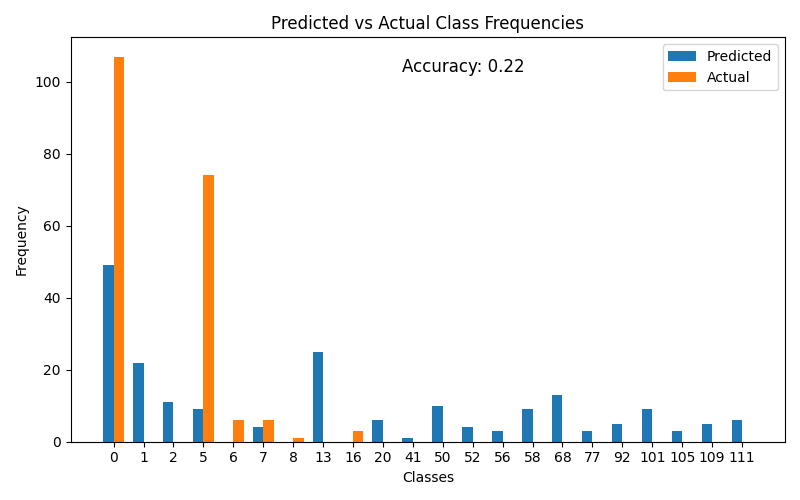 Predicted vs Actual Class Frequencies
Accuracy: 0.22
Predicted
Actual
Frequency
100
80
60
40
20
0
0 1 2 5 6 7 8 13 16 20 41 50 52 56 58 68 77 92 101 105 109 111
Classes